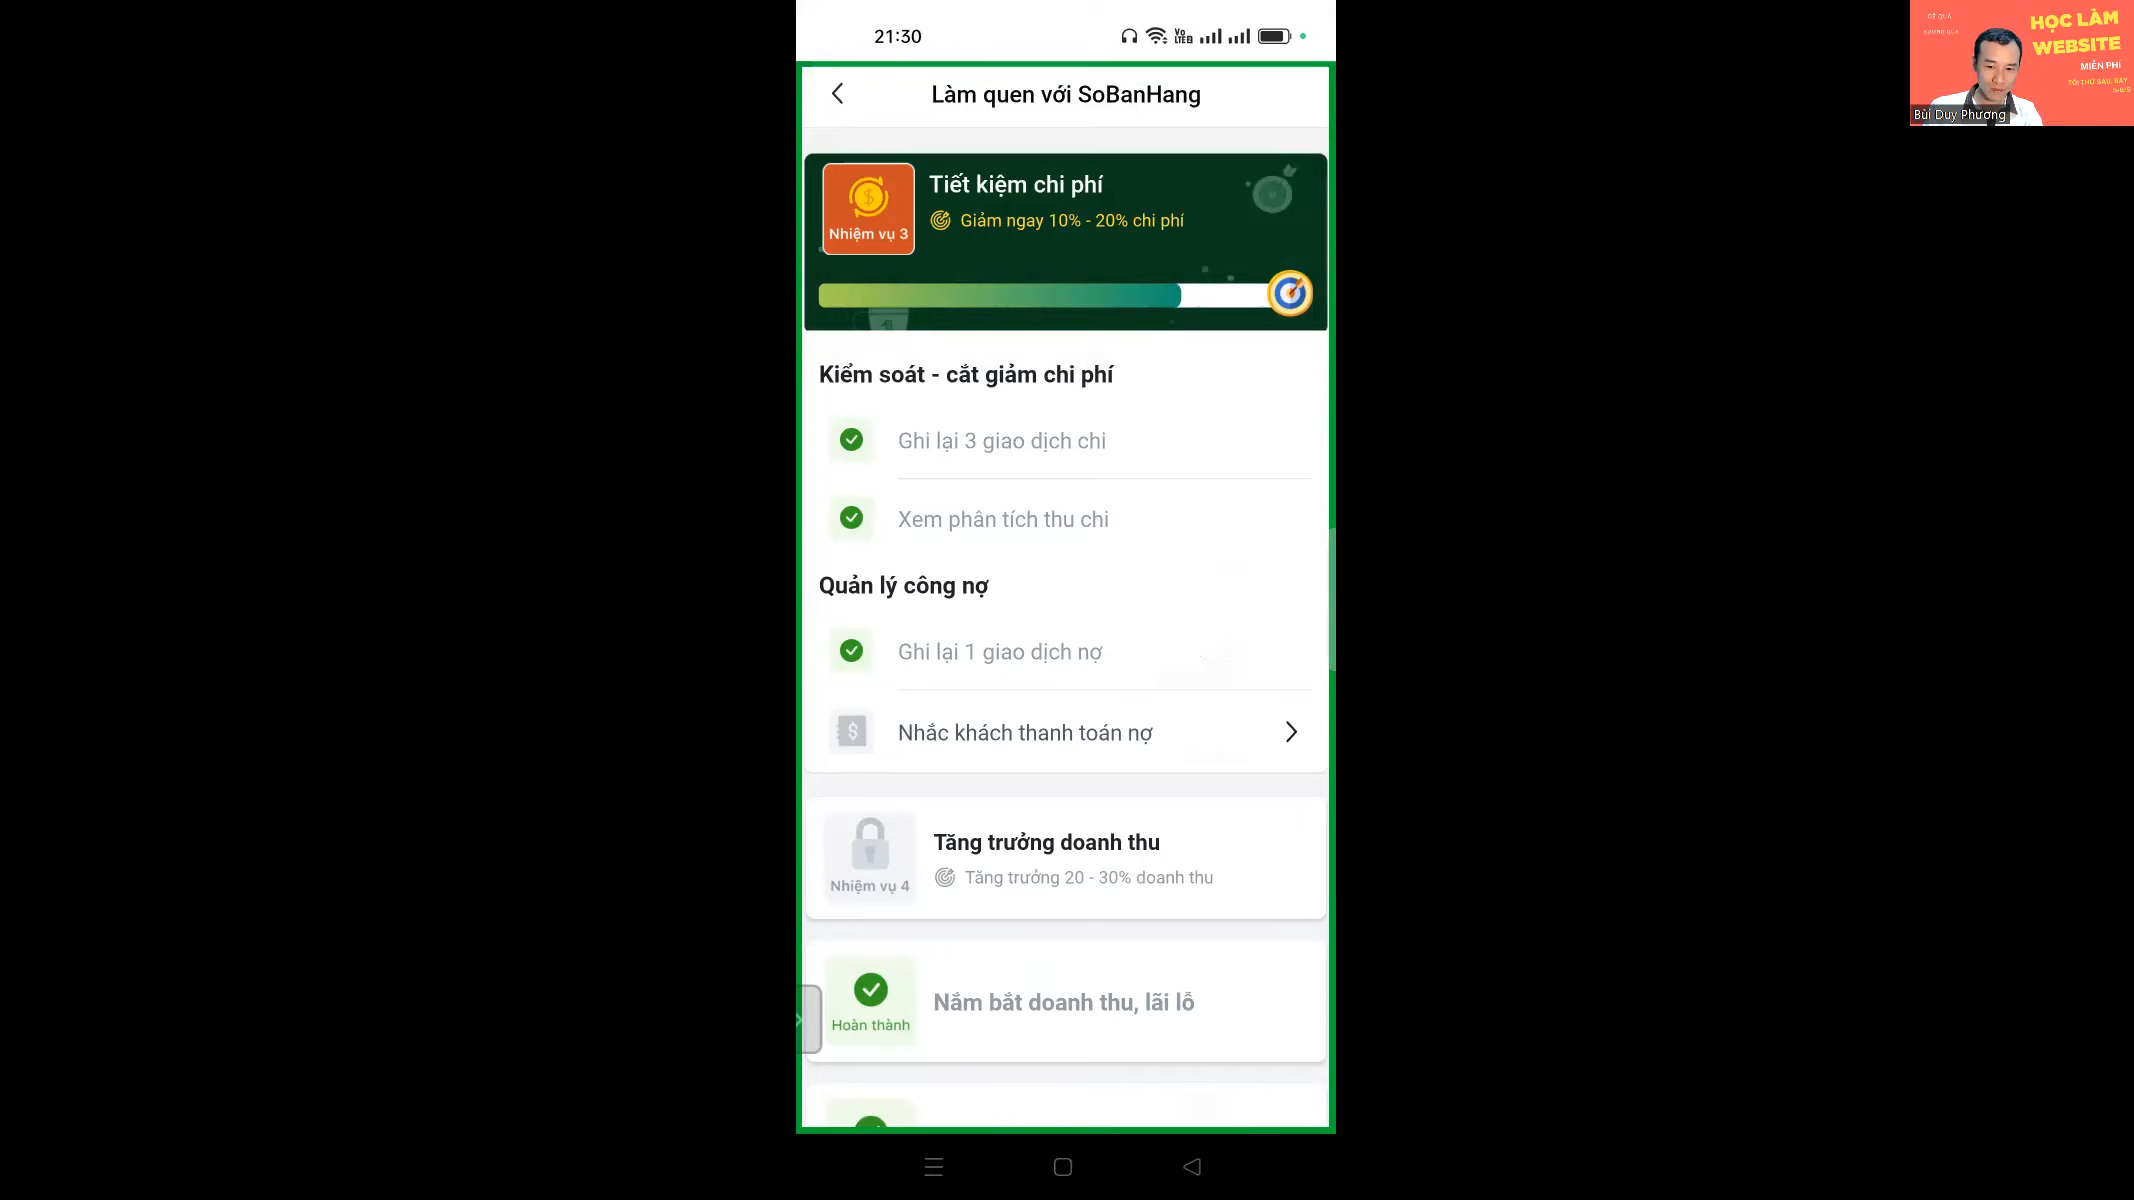 21:30
Làm quen với SoBanHang
Tiết kiệm chi phí
Giảm ngay 10% - 20% chi phí
Nhiệm vụ 3
Kiểm soát - cắt giảm chi phí
Ghi lại 3 giao dịch chi
Xem phân tích thu chi
Quản lý công nợ
Ghi lại 1 giao dịch nợ
Nhắc khách thanh toán nợ
Tăng trưởng doanh thu
Tăng trưởng 20 - 30% doanh thu
Nhiệm vụ 4
Nắm bắt doanh thu, lãi lỗ
Hoàn thành
HỌC LÀM
WEBSITE
MIỄN PHÍ
TỐI THỨ SÁU, BẢY
5-6/5
Bùi Duy Phương